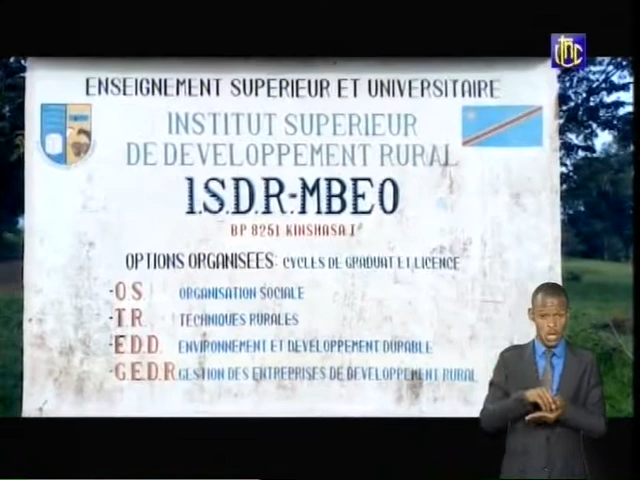 ENSEIGNEMENT SUPERIEUR ET UNIVERSITAIRE
INSTITUT SUPERIEUR
DE DEVELOPPEMENT RURAL
I.S.D.R-MBEO
BP 8251 KINSHASA I
OPTIONS ORGANISEES: CYCLES DE GRADUAT ET LICENCE
-O.S. ORGANISATION SOCIALE
-T.R. TECHNIQUES RURALES
-E.D.D. ENVIRONNEMENT ET DEVELOPPEMENT DURABLE
-G.E.D.R GESTION DES ENTREPRISES DE DEVELOPPEMENT RURAL